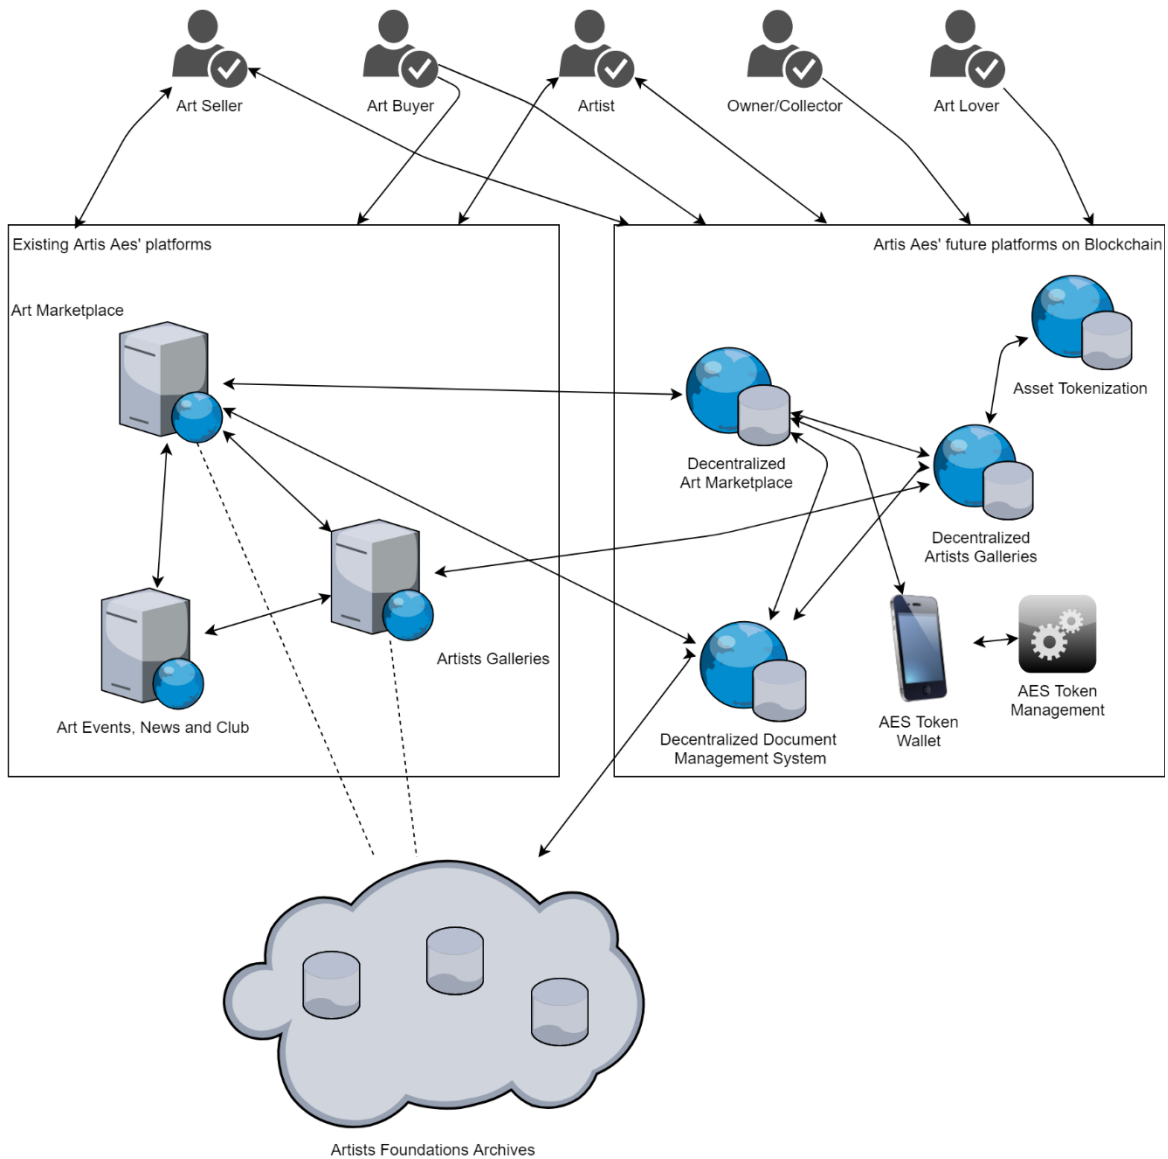 Art Seller
Art Buyer
Artist
Owner/Collector
Art Lover
Existing Artis Aes' platforms
Artis Aes' future platforms on Blockchain
Art Marketplace
Asset Tokenization
Decentralized
Art Marketplace
Decentralized
Artists Galleries
Artists Galleries
Art Events, News and Club
Decentralized Document
Management System
AES Token
Wallet
AES Token
Management
Artists Foundations Archives